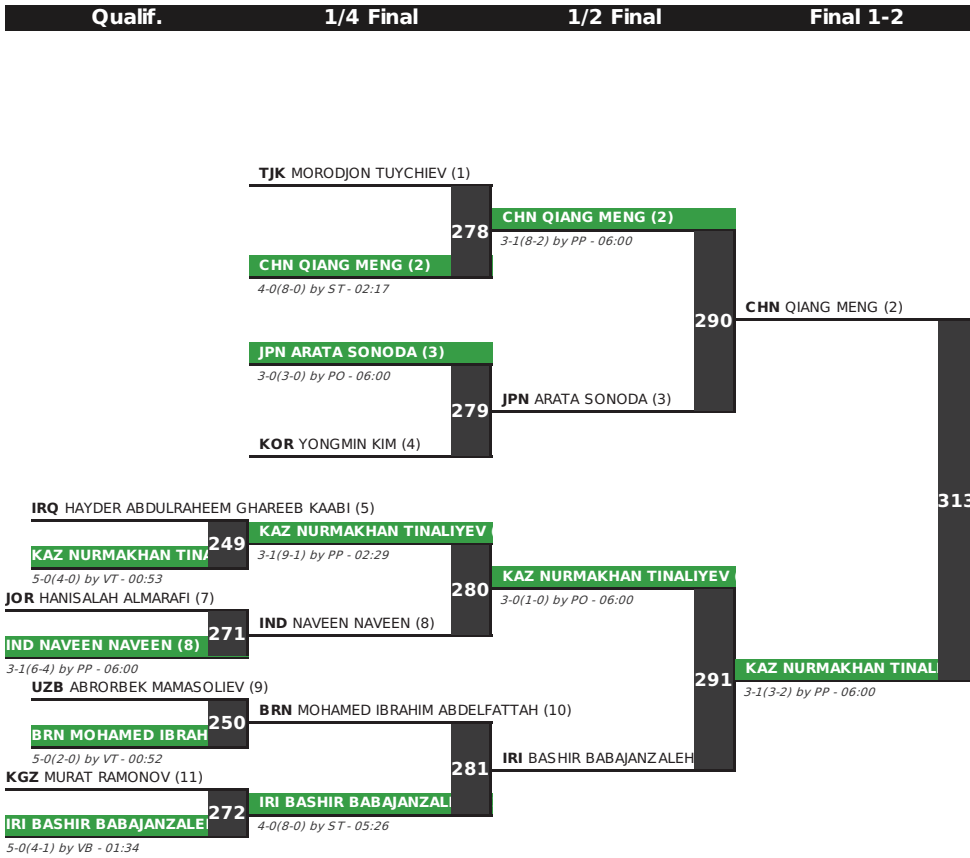 Qualif.
1/4 Final
1/2 Final
Final 1-2
TJK MORODJON TUYCHIEV (1)
278
CHN QIANG MENG (2)
4-0(8-0) by ST - 02:17
JPN ARATA SONODA (3)
3-0(3-0) by PO - 06:00
279
KOR YONGMIN KIM (4)
CHN QIANG MENG (2)
3-1(8-2) by PP - 06:00
290
JPN ARATA SONODA (3)
CHN QIANG MENG (2)
313
IRQ HAYDER ABDULRAHEEM GHAREEB KAABI (5)
249
KAZ NURMAKHAN TINA
5-0(4-0) by VT - 00:53
JOR HANISALAH ALMARAFI (7)
271
IND NAVEEN NAVEEN (8)
3-1(6-4) by PP - 06:00
KAZ NURMAKHAN TINALIYEV (
3-1(9-1) by PP - 02:29
280
IND NAVEEN NAVEEN (8)
KAZ NURMAKHAN TINALIYEV (
3-0(1-0) by PO - 06:00
291
KAZ NURMAKHAN TINAL
3-1(3-2) by PP - 06:00
UZB ABRORBEK MAMASOLIEV (9)
250
BRN MOHAMED IBRAH
5-0(2-0) by VT - 00:52
KGZ MURAT RAMONOV (11)
272
IRI BASHIR BABAJANZALE
5-0(4-1) by VB - 01:34
BRN MOHAMED IBRAHIM ABDELFATTAH (10)
281
IRI BASHIR BABAJANZAL
4-0(8-0) by ST - 05:26
IRI BASHIR BABAJANZALEH